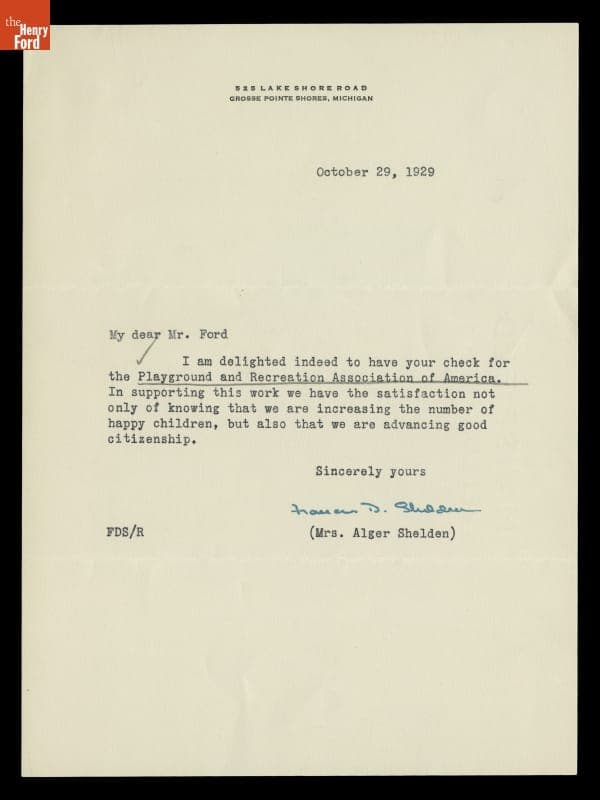 the
Henry
Ford
525 LAKE SHORE ROAD
GROSSE POINTE SHORES, MICHIGAN
October 29, 1929
My dear Mr. Ford
I am delighted indeed to have your check for
the Playground and Recreation Association of America.
In supporting this work we have the satisfaction not
only of knowing that we are increasing the number of
happy children, but also that we are advancing good
citizenship.
Sincerely yours
Frances D. Shelden
FDS/R
(Mrs. Alger Shelden)